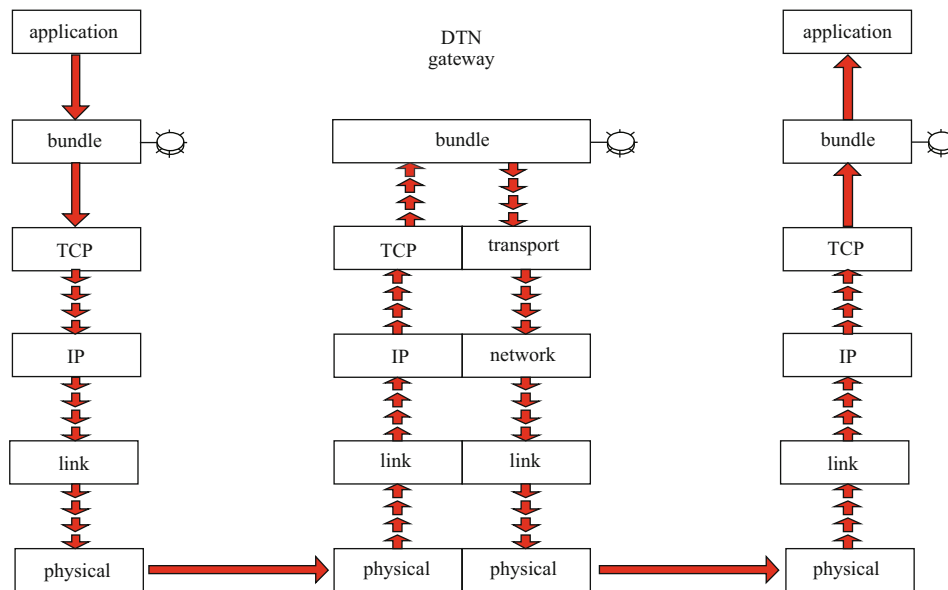 application
DTN
gateway
application
bundle
bundle
bundle
TCP
TCP
transport
TCP
IP
IP
network
IP
link
link
link
link
physical
physical
physical
physical